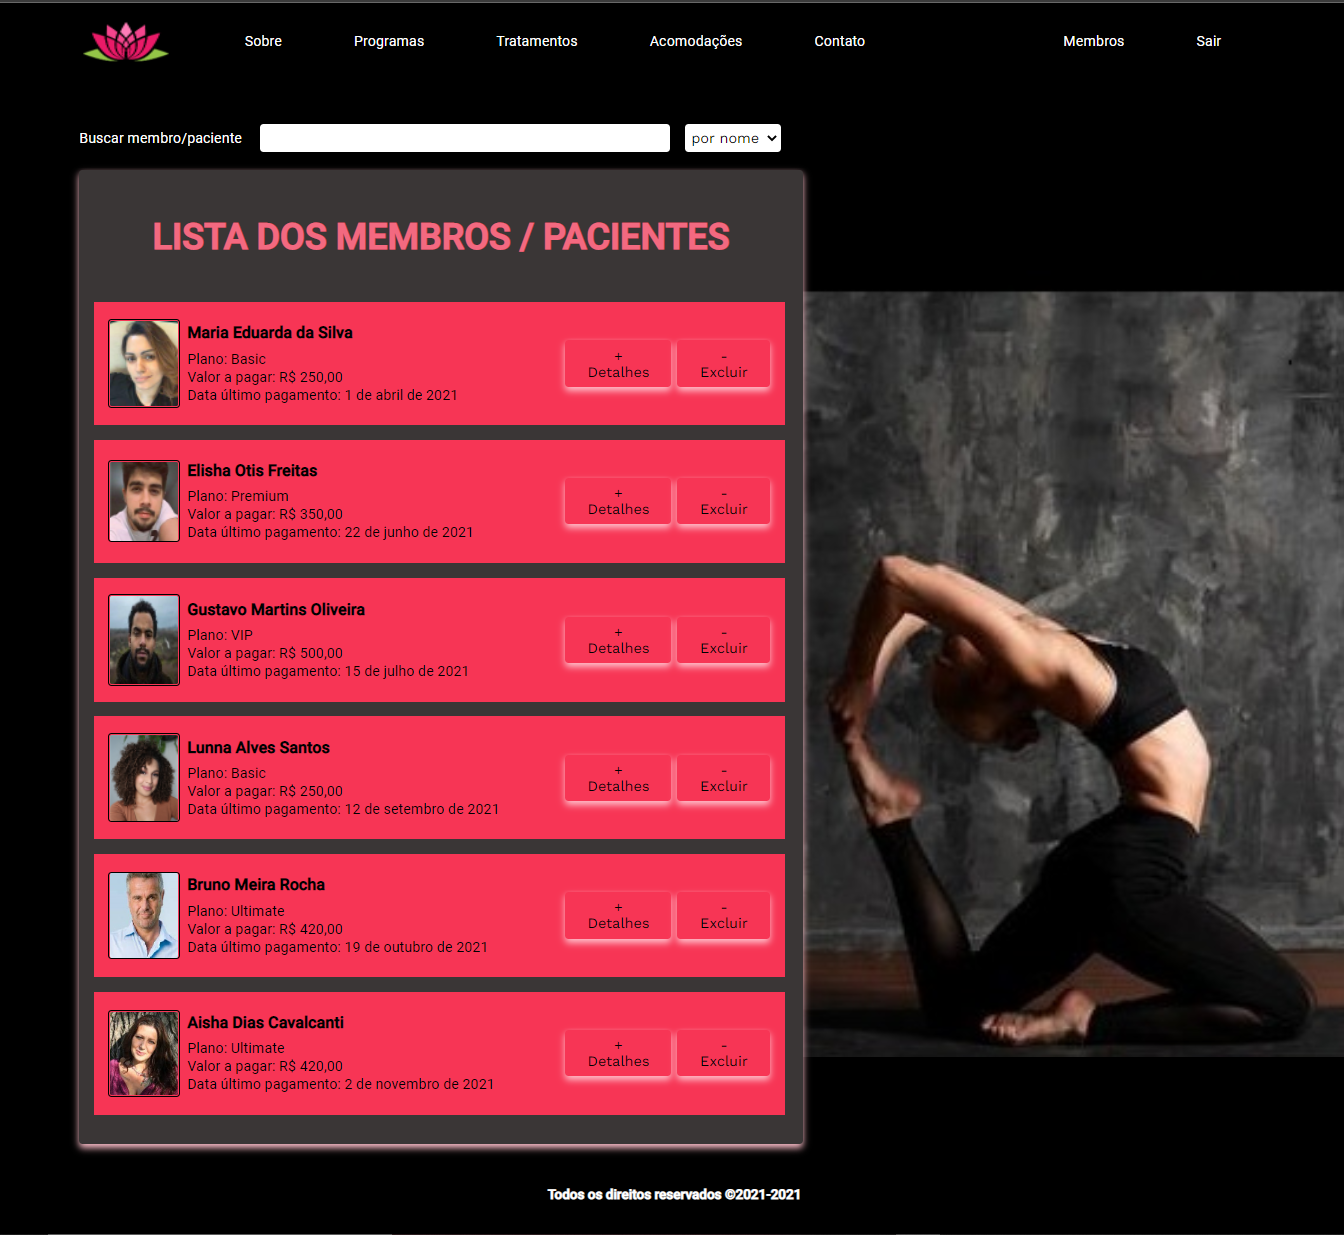 Sobre Programas Tratamentos Acomodações Contato Membros Sair
Buscar membro/paciente por nome
LISTA DOS MEMBROS / PACIENTES
Maria Eduarda da Silva
Plano: Basic
Valor a pagar: R$ 250,00
Data último pagamento: 1 de abril de 2021
+
Detalhes
-
Excluir
Elisha Otis Freitas
Plano: Premium
Valor a pagar: R$ 350,00
Data último pagamento: 22 de junho de 2021
+
Detalhes
-
Excluir
Gustavo Martins Oliveira
Plano: VIP
Valor a pagar: R$ 500,00
Data último pagamento: 15 de julho de 2021
+
Detalhes
-
Excluir
Lunna Alves Santos
Plano: Basic
Valor a pagar: R$ 250,00
Data último pagamento: 12 de setembro de 2021
+
Detalhes
-
Excluir
Bruno Meira Rocha
Plano: Ultimate
Valor a pagar: R$ 420,00
Data último pagamento: 19 de outubro de 2021
+
Detalhes
-
Excluir
Aisha Dias Cavalcanti
Plano: Ultimate
Valor a pagar: R$ 420,00
Data último pagamento: 2 de novembro de 2021
+
Detalhes
-
Excluir
Todos os direitos reservados ©2021-2021